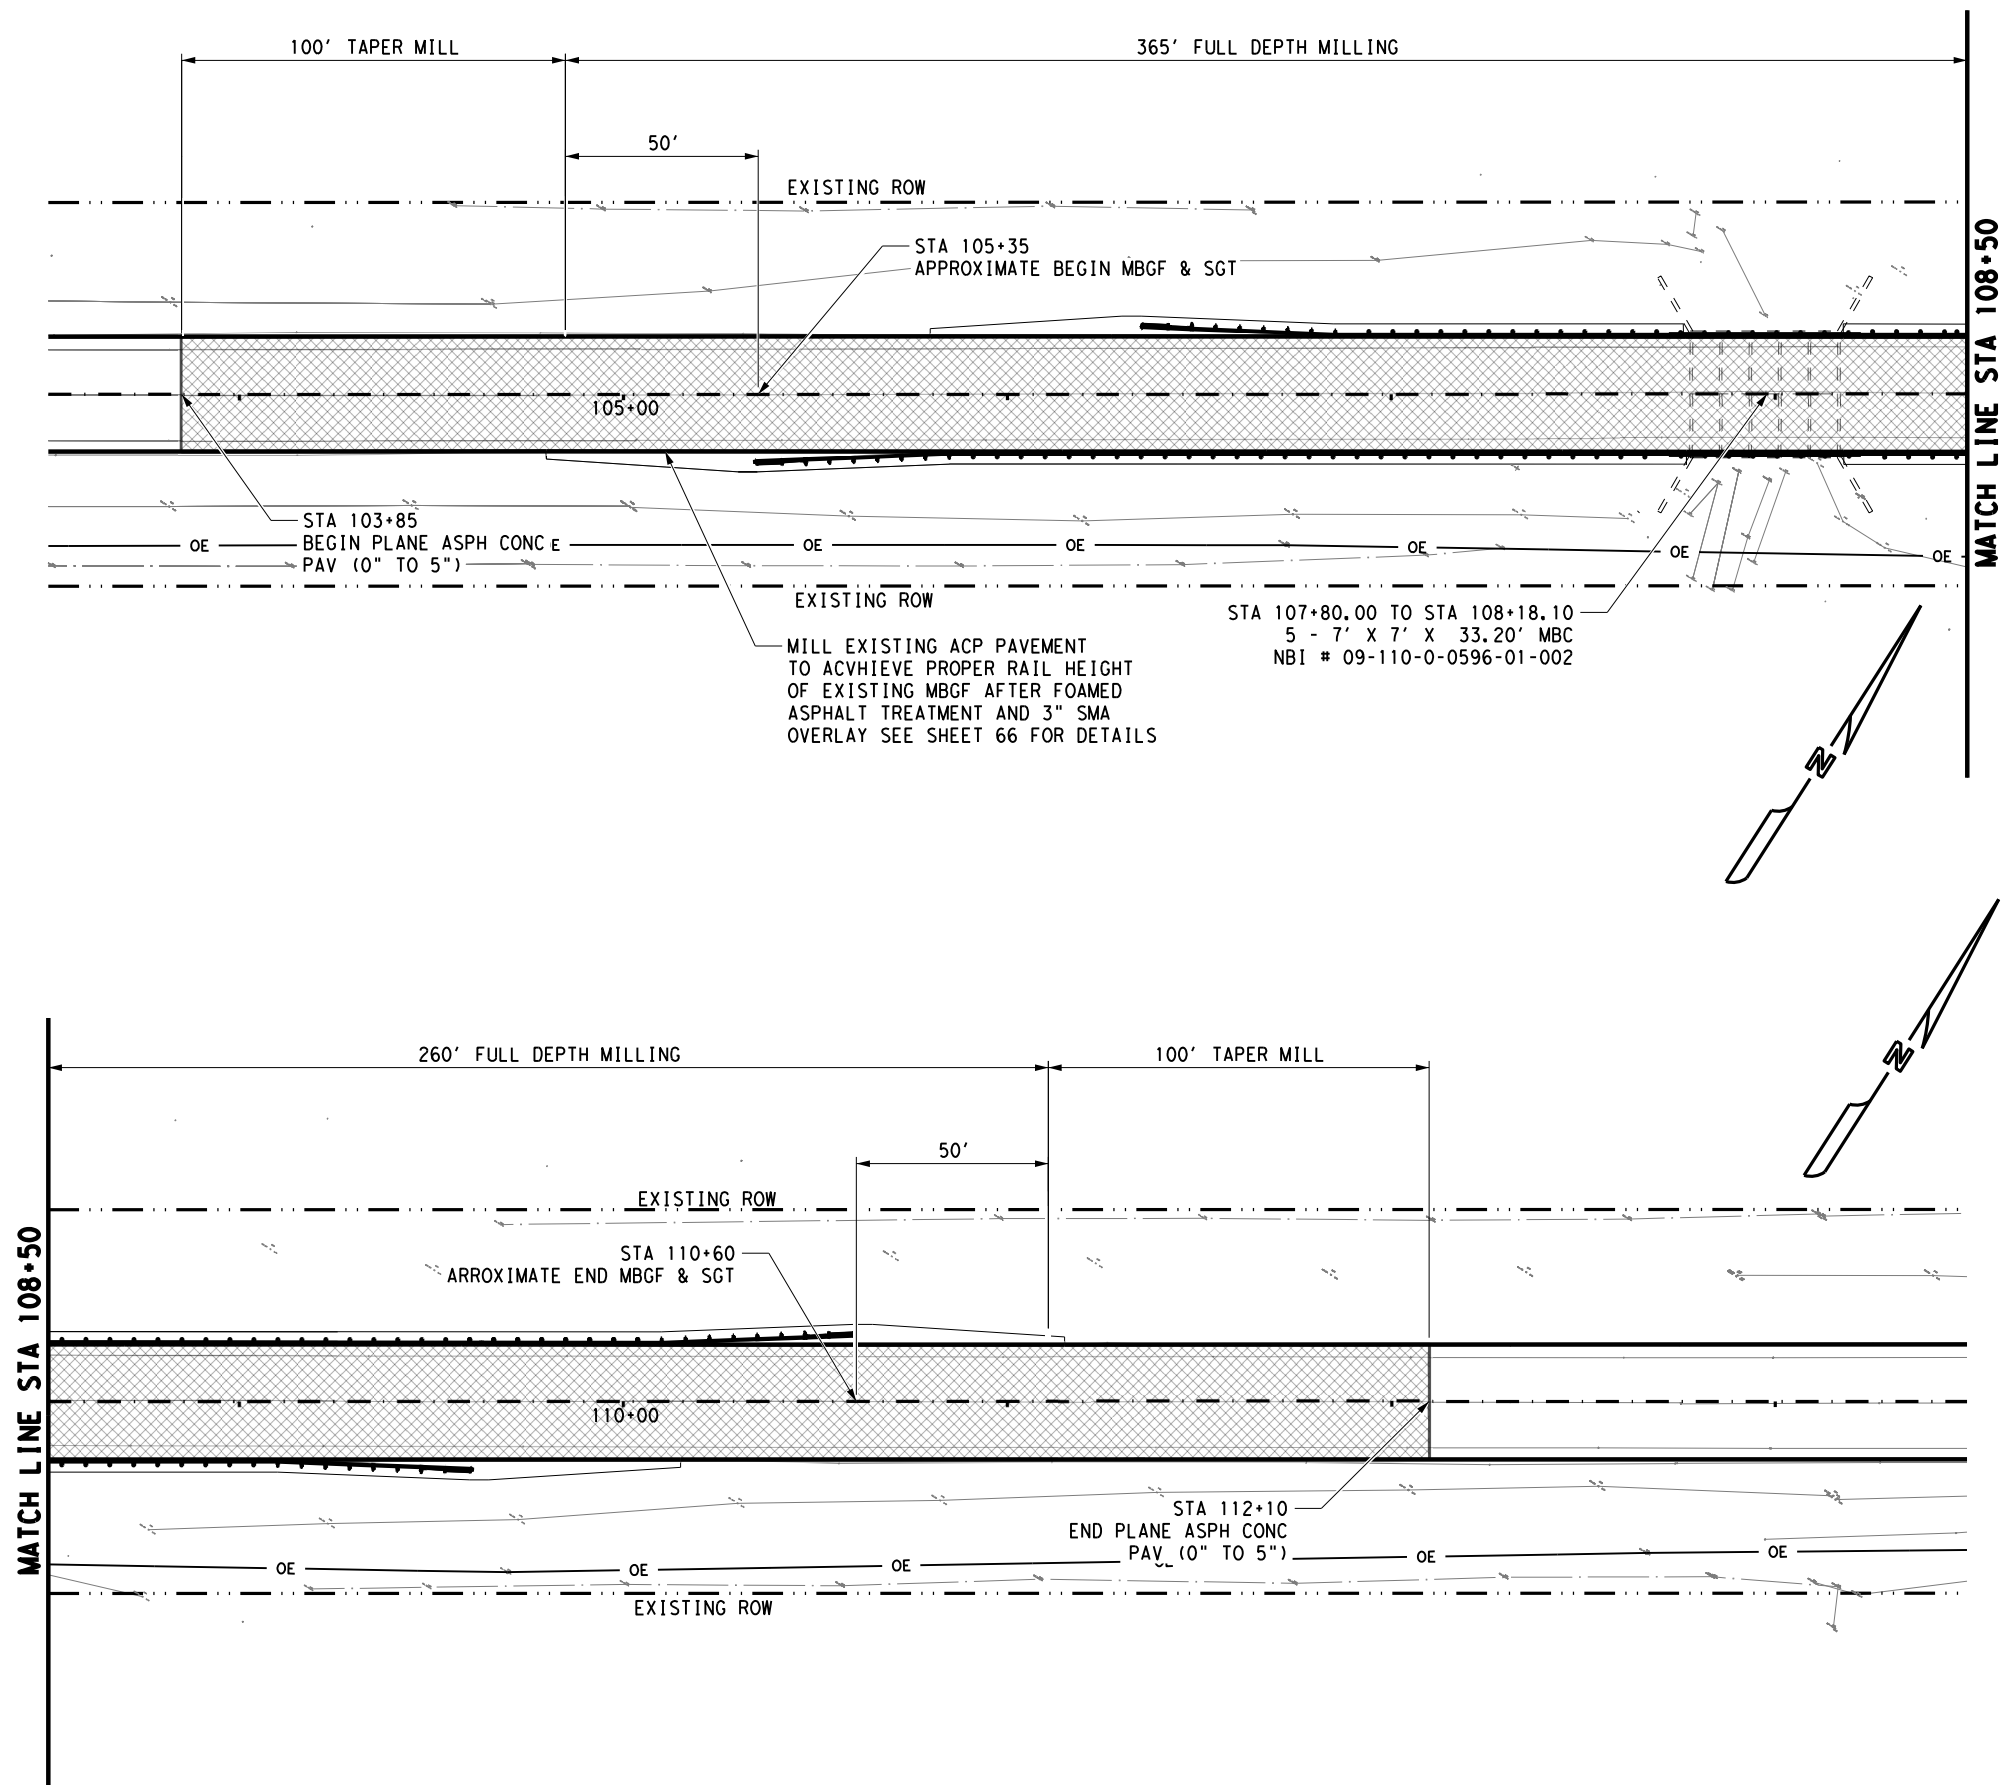 100' TAPER MILL
365' FULL DEPTH MILLING
50'
EXISTING ROW
STA 105+35
APPROXIMATE BEGIN MBGF & SGT
MATCH LINE STA 108+50
105+00
STA 103+85
BEGIN PLANE ASPH CONC
PAV (0" TO 5")
OE
E
OE
OE
OE
OE
OE
EXISTING ROW
MILL EXISTING ACP PAVEMENT
TO ACVHIEVE PROPER RAIL HEIGHT
OF EXISTING MBGF AFTER FOAMED
ASPHALT TREATMENT AND 3" SMA
OVERLAY SEE SHEET 66 FOR DETAILS
STA 107+80.00 TO STA 108+18.10
5 - 7' X 7' X 33.20' MBC
NBI # 09-110-0-0596-01-002
N
N
260' FULL DEPTH MILLING
100' TAPER MILL
50'
EXISTING ROW
STA 110+60
ARROXIMATE END MBGF & SGT
MATCH LINE STA 108+50
110+00
STA 112+10
END PLANE ASPH CONC
PAV (0" TO 5")
OE
OE
OE
OE
OE
EXISTING ROW